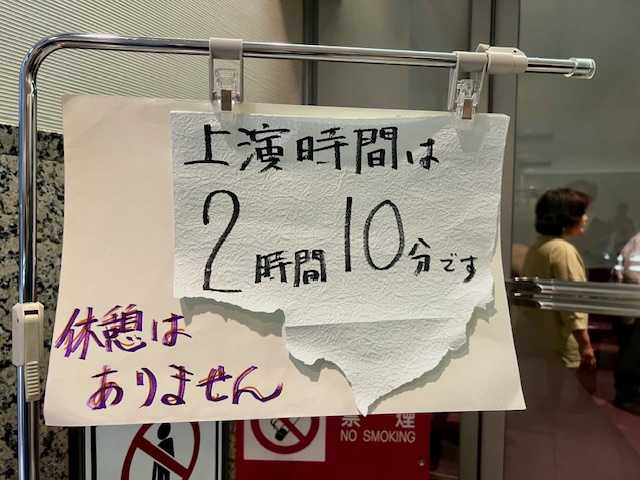 上演時間は
2時間10分です
休憩は
ありません
禁煙
NO SMOKING